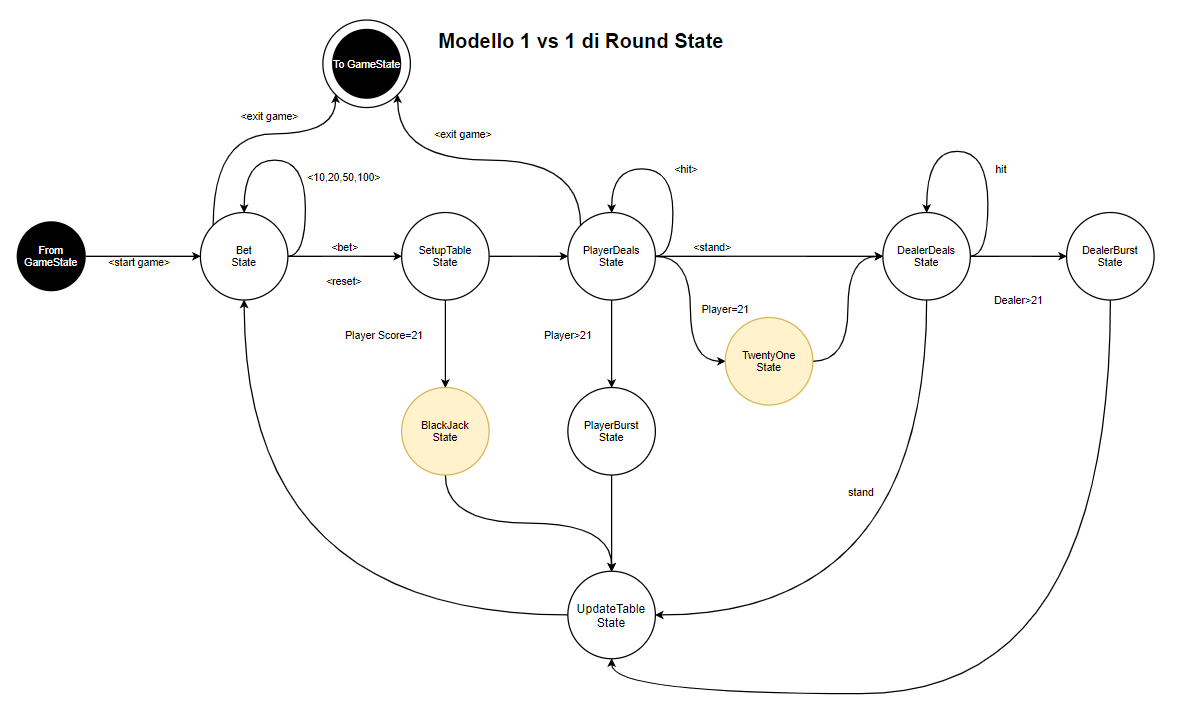 Modello 1 vs 1 di Round State
To GameState
<exit game>
<exit game>
<10,20,50,100>
<hit>
hit
From
GameState
<start game>
Bet
State
<bet>
<reset>
SetupTable
State
PlayerDeals
State
<stand>
DealerDeals
State
DealerBurst
State
Dealer>21
Player Score=21
Player>21
Player=21
TwentyOne
State
BlackJack
State
PlayerBurst
State
stand
UpdateTable
State